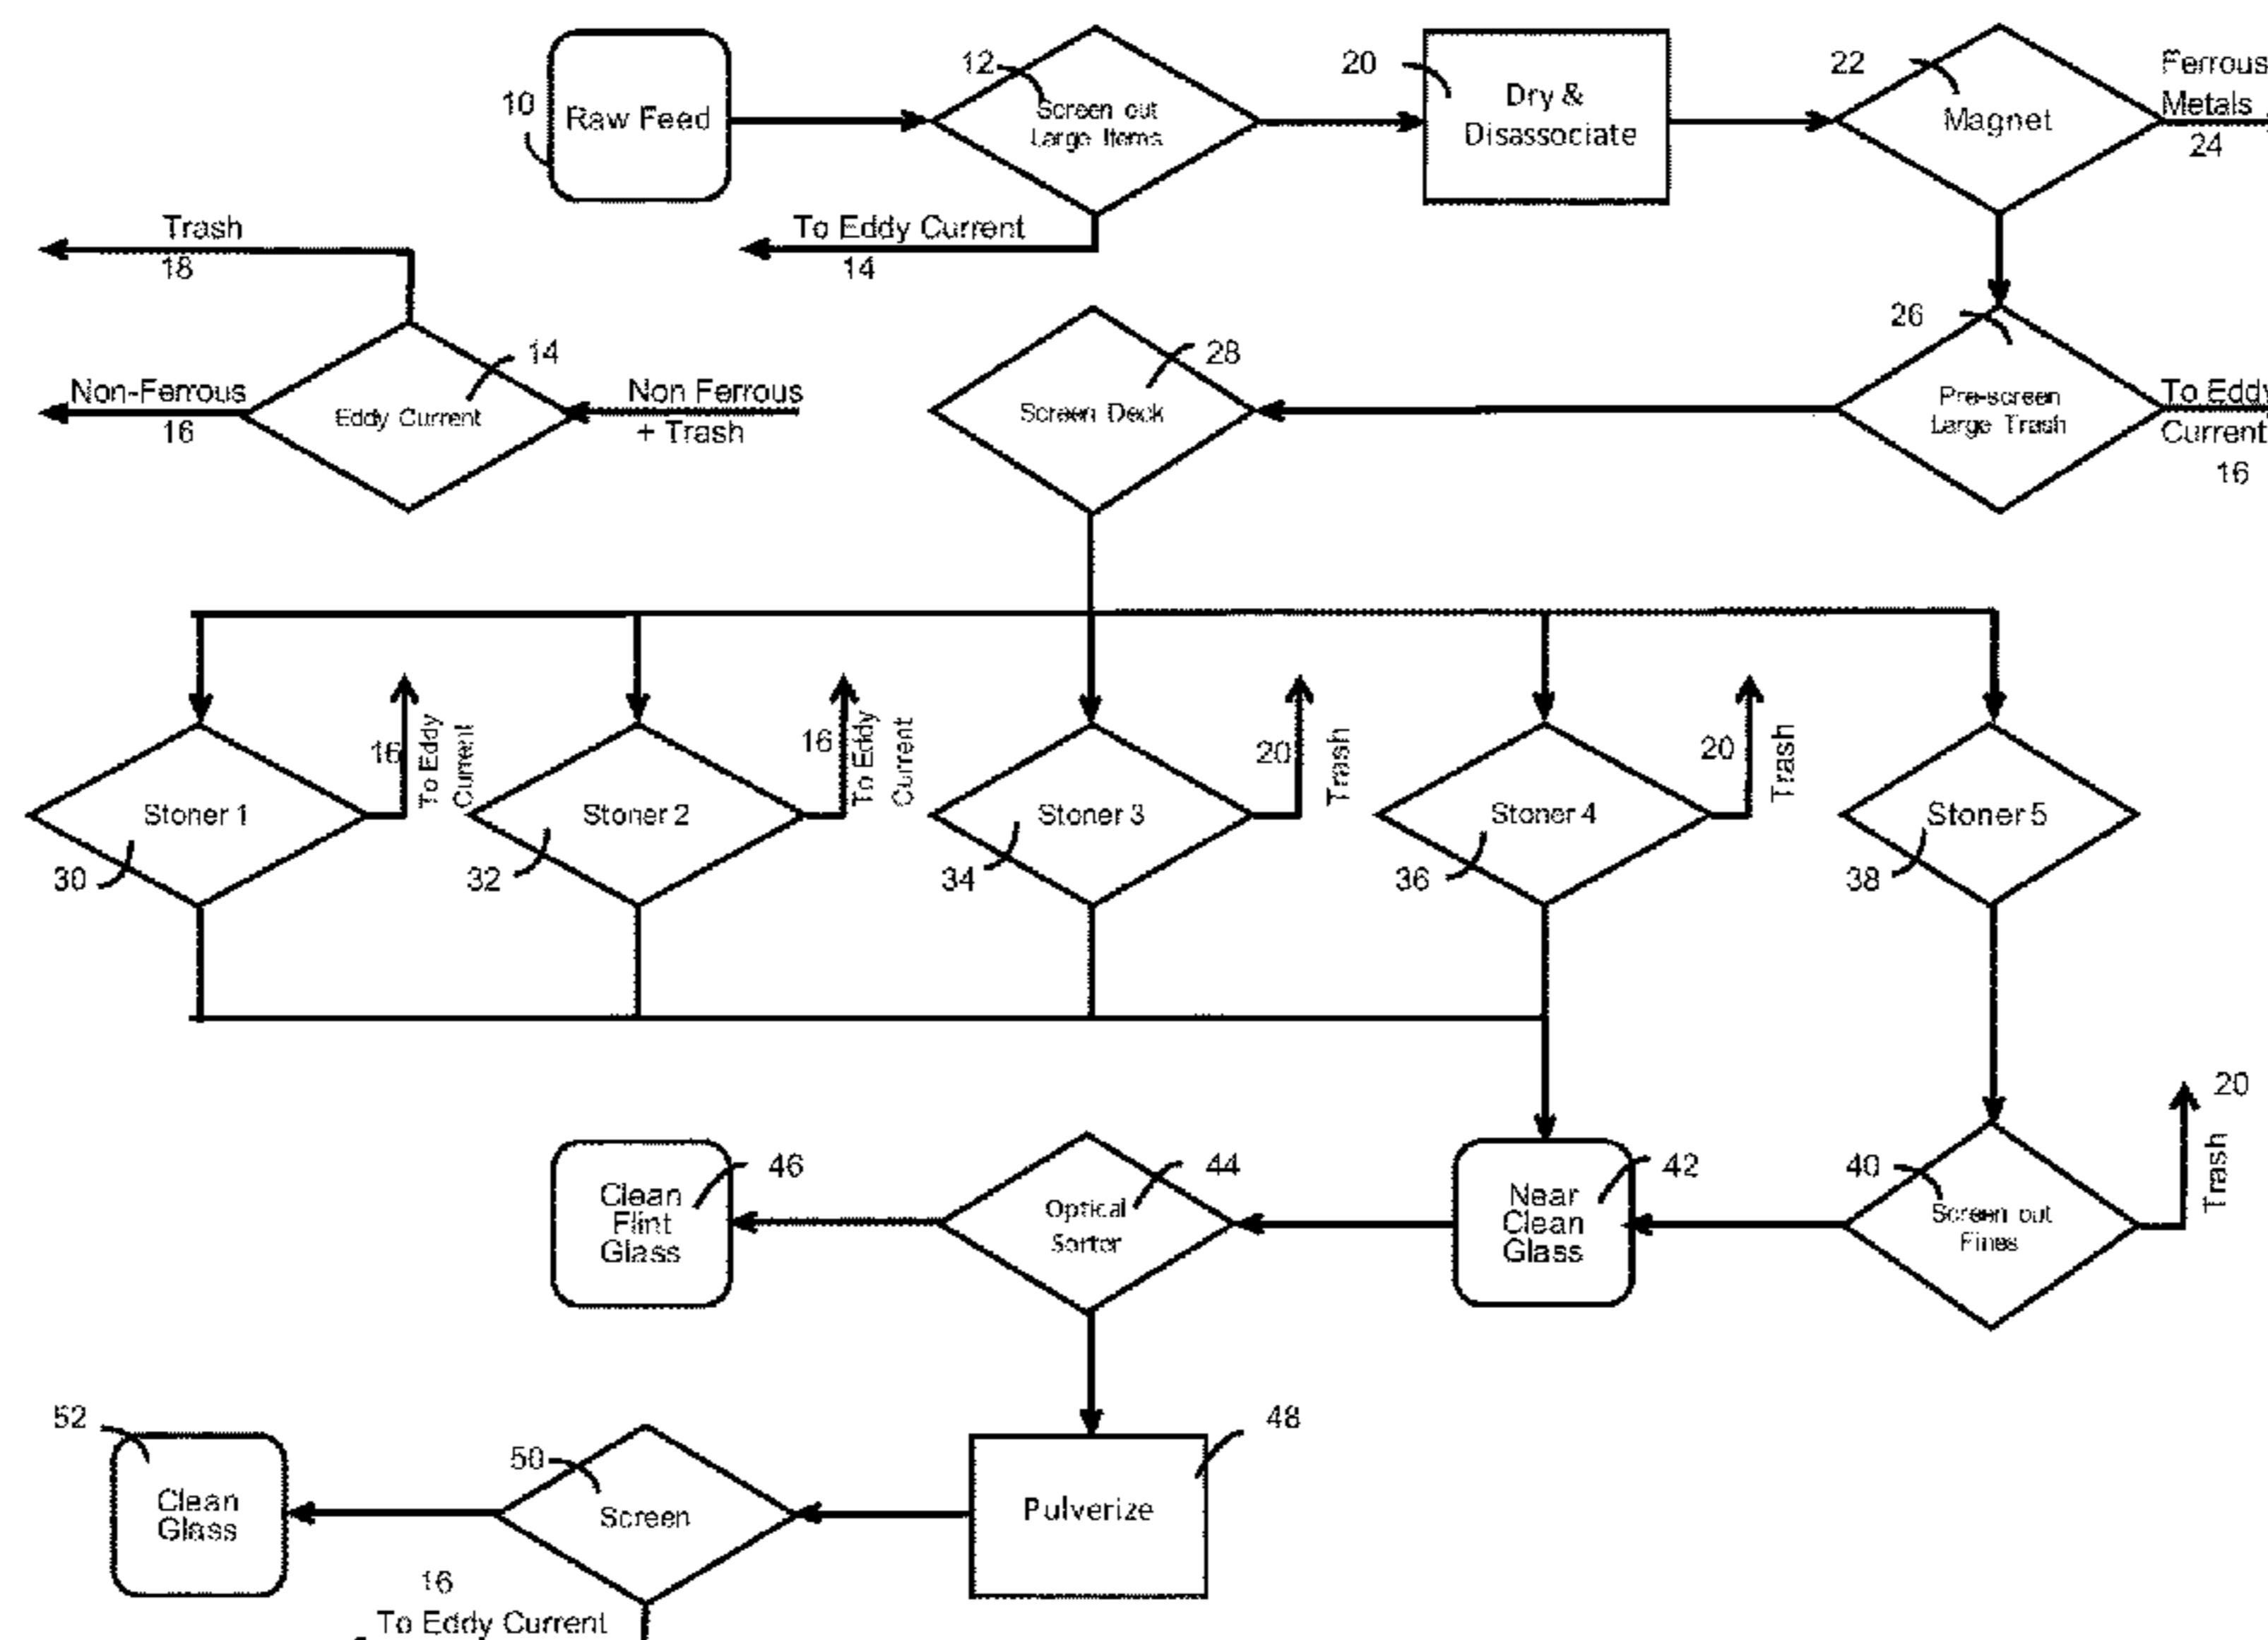 10
Raw Feed
12
Screen out
Large Items
20
Dry &
Disassociate
22
Magnet
Ferrous
Metals
24
Trash
18
To Eddy Current
14
Non-Ferrous
16
Eddy Current
14
Non Ferrous
+ Trash
Screen Deck
28
26
Pre-screen
Large Trash
To Eddy
Current
16
Stoner 1
30
16
To Eddy
Current
Stoner 2
32
16
To Eddy
Current
Stoner 3
34
20
Trash
Stoner 4
36
20
Trash
Stoner 5
38
Clean
Flint
Glass
46
Optical
Sorter
44
Near
Clean
Glass
42
40
Screen out
Fines
20
Trash
52
Clean
Glass
50
Screen
Pulverize
48
16
To Eddy Current